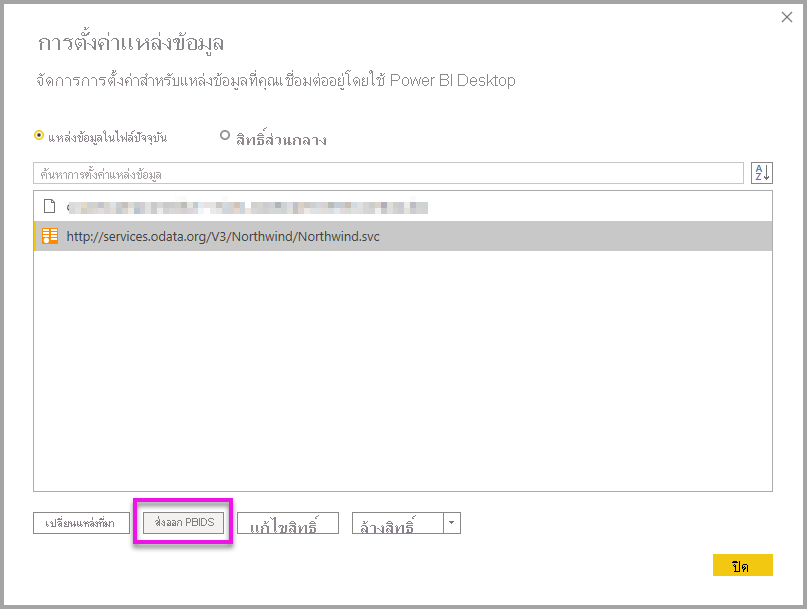 การตั้งค่าแหล่งข้อมูล
จัดการการตั้งค่าสำหรับแหล่งข้อมูลที่คุณเชื่อมต่ออยู่โดยใช้ Power BI Desktop
แหล่งข้อมูลในไฟล์ปัจจุบัน สิทธิ์ส่วนกลาง
ค้นหาการตั้งค่าแหล่งข้อมูล
http://services.odata.org/V3/Northwind/Northwind.svc
เปลี่ยนแหล่งที่มา ส่งออก PBIDS แก้ไขสิทธิ์ ล้างสิทธิ์
ปิด